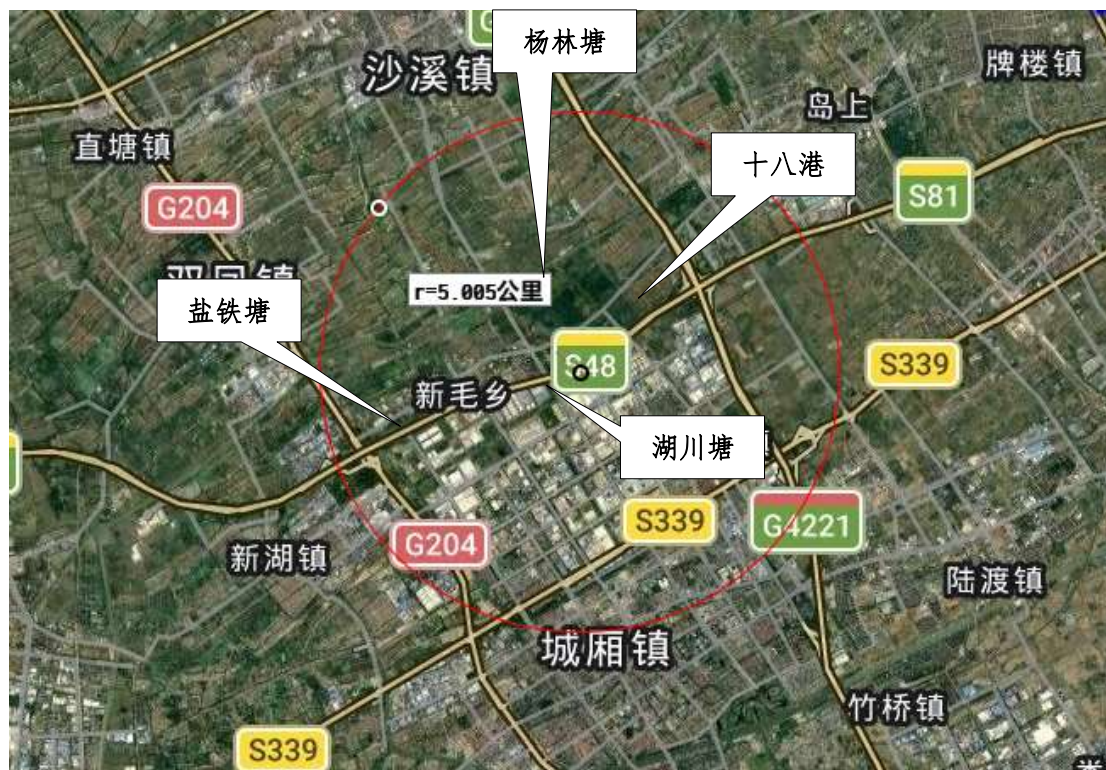 杨林塘
沙溪镇
牌楼镇
岛上
直塘镇
十八港
S81
G204
r=5.005公里
盐铁塘
S48
S339
新毛乡
湖川塘
S339
G4221
G204
新湖镇
陆渡镇
城厢镇
竹桥镇
S339